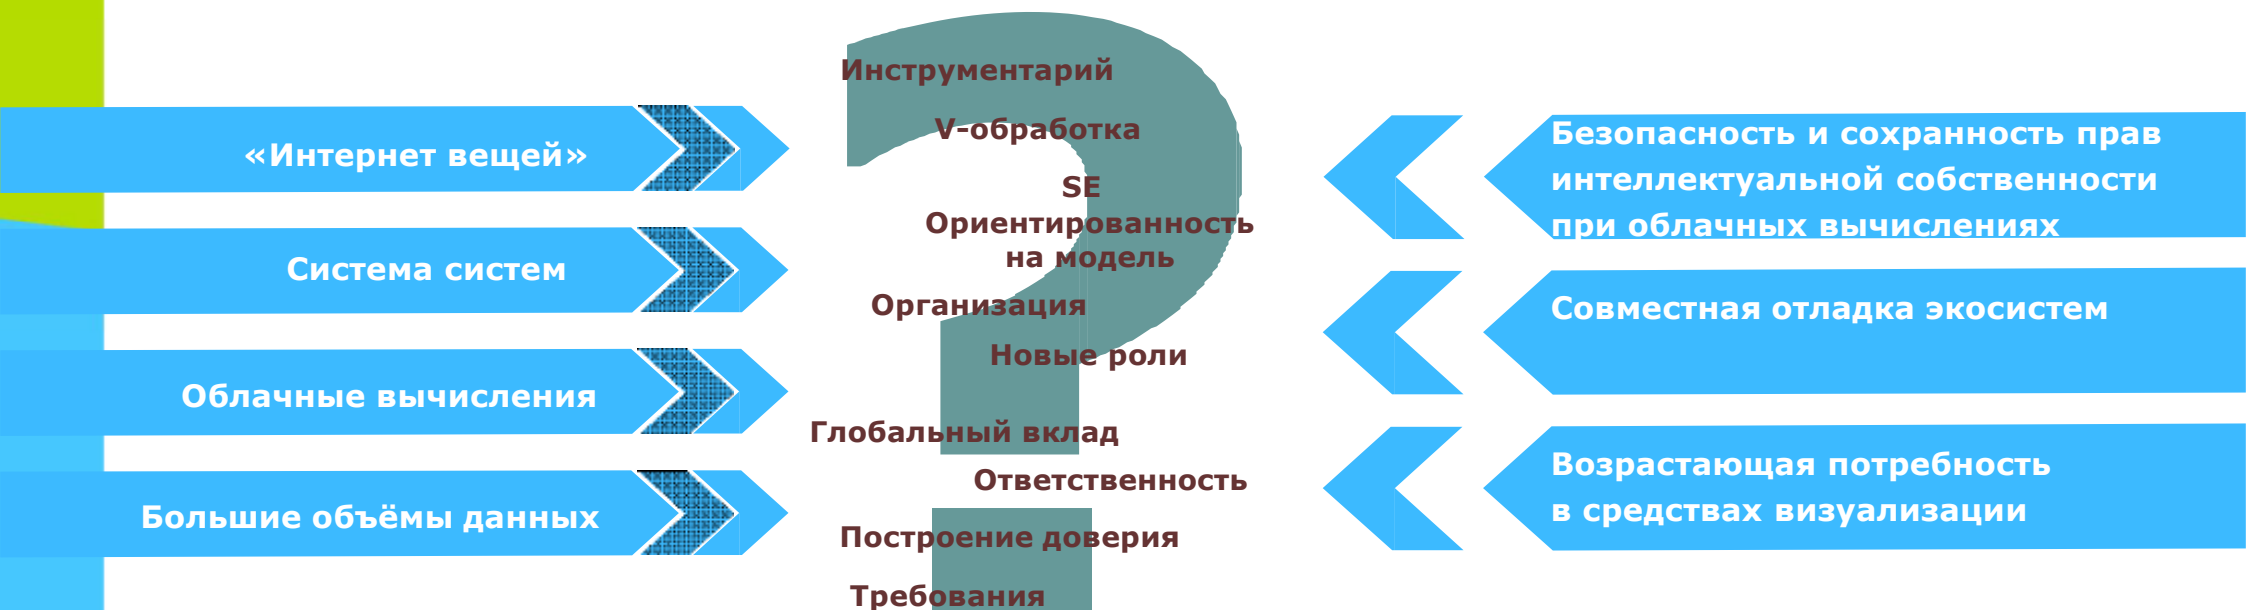 «Интернет вещей»
Система систем
Облачные вычисления
Большие объёмы данных
Инструментарий
V-обработка
SE
Ориентированность
на модель
Организация
Новые роли
Глобальный вклад
Ответственность
Построение доверия
Требования
Безопасность и сохранность прав
интеллектуальной собственности
при облачных вычислениях
Совместная отладка экосистем
Возрастающая потребность
в средствах визуализации